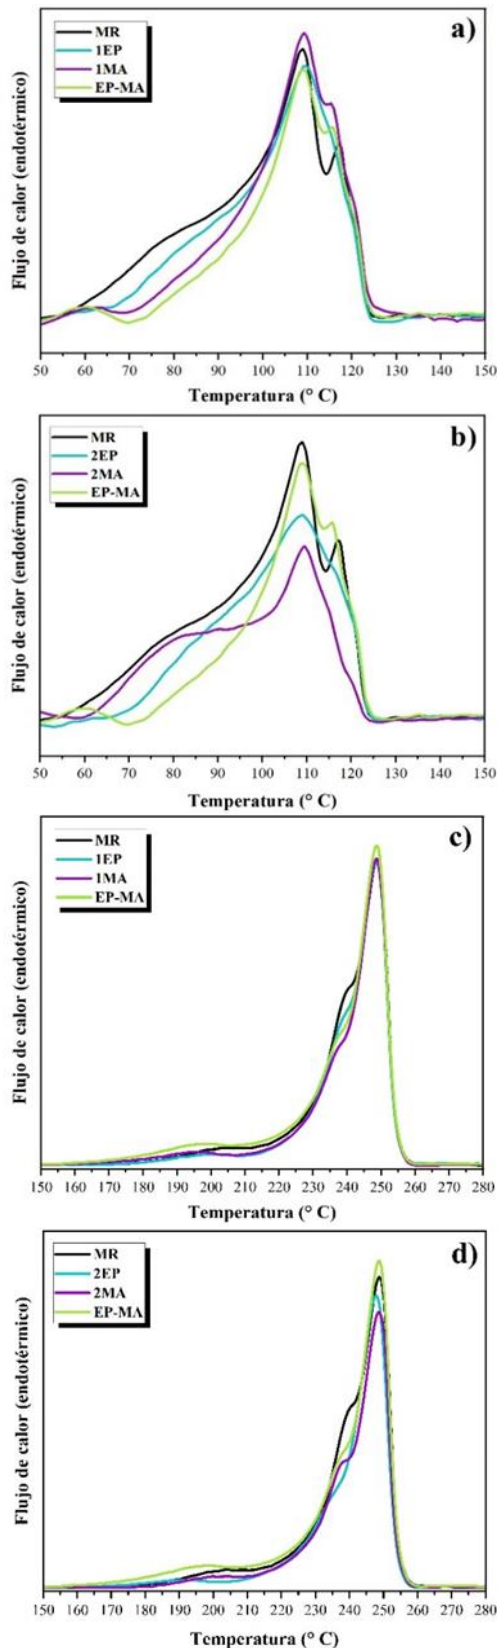 a)
MR
1EP
1MA
EP-MA
Flujo de calor (endotérmico)
50 60 70 80 90 100 110 120 130 140 150
Temperatura (° C)
b)
MR
2EP
2MA
EP-MA
Flujo de calor (endotérmico)
50 60 70 80 90 100 110 120 130 140 150
Temperatura (° C)
c)
MR
1EP
1MA
EP-MA
Flujo de calor (endotérmico)
150 160 170 180 190 200 210 220 230 240 250 260 270 280
Temperatura (° C)
d)
MR
2EP
2MA
EP-MA
Flujo de calor (endotérmico)
150 160 170 180 190 200 210 220 230 240 250 260 270 280
Temperatura (° C)